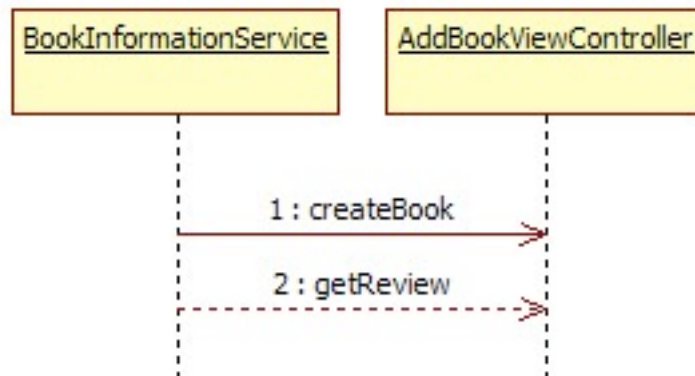 BookInformationService
AddBookViewController
1 : createBook
2 : getReview